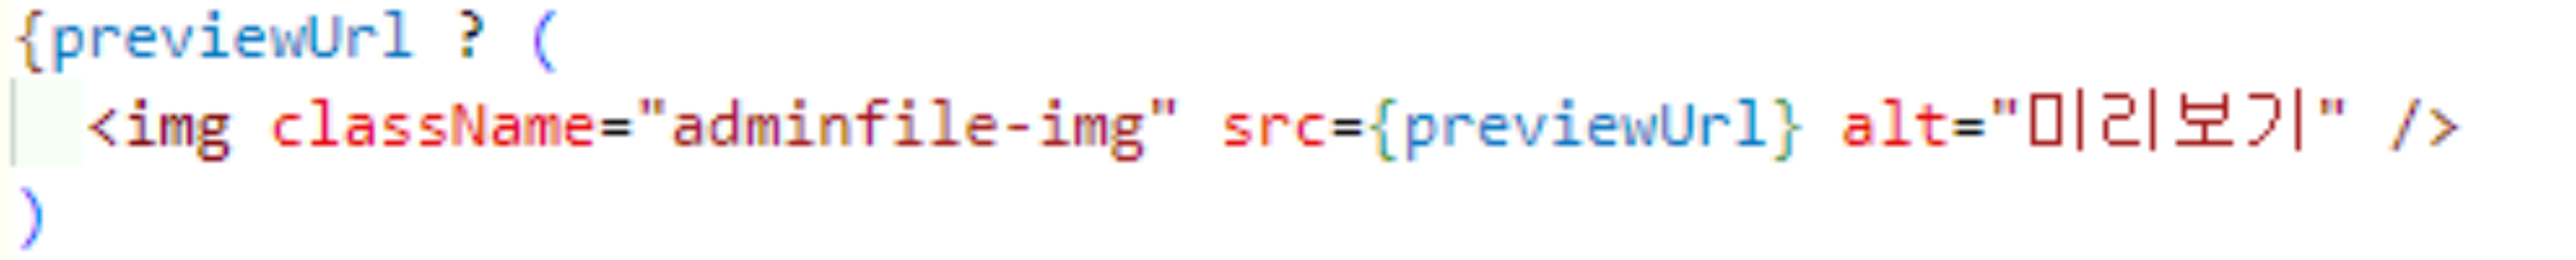 {previewUrl ? (
<img className="adminfile-img" src={previewUrl} alt="미리보기" />
)